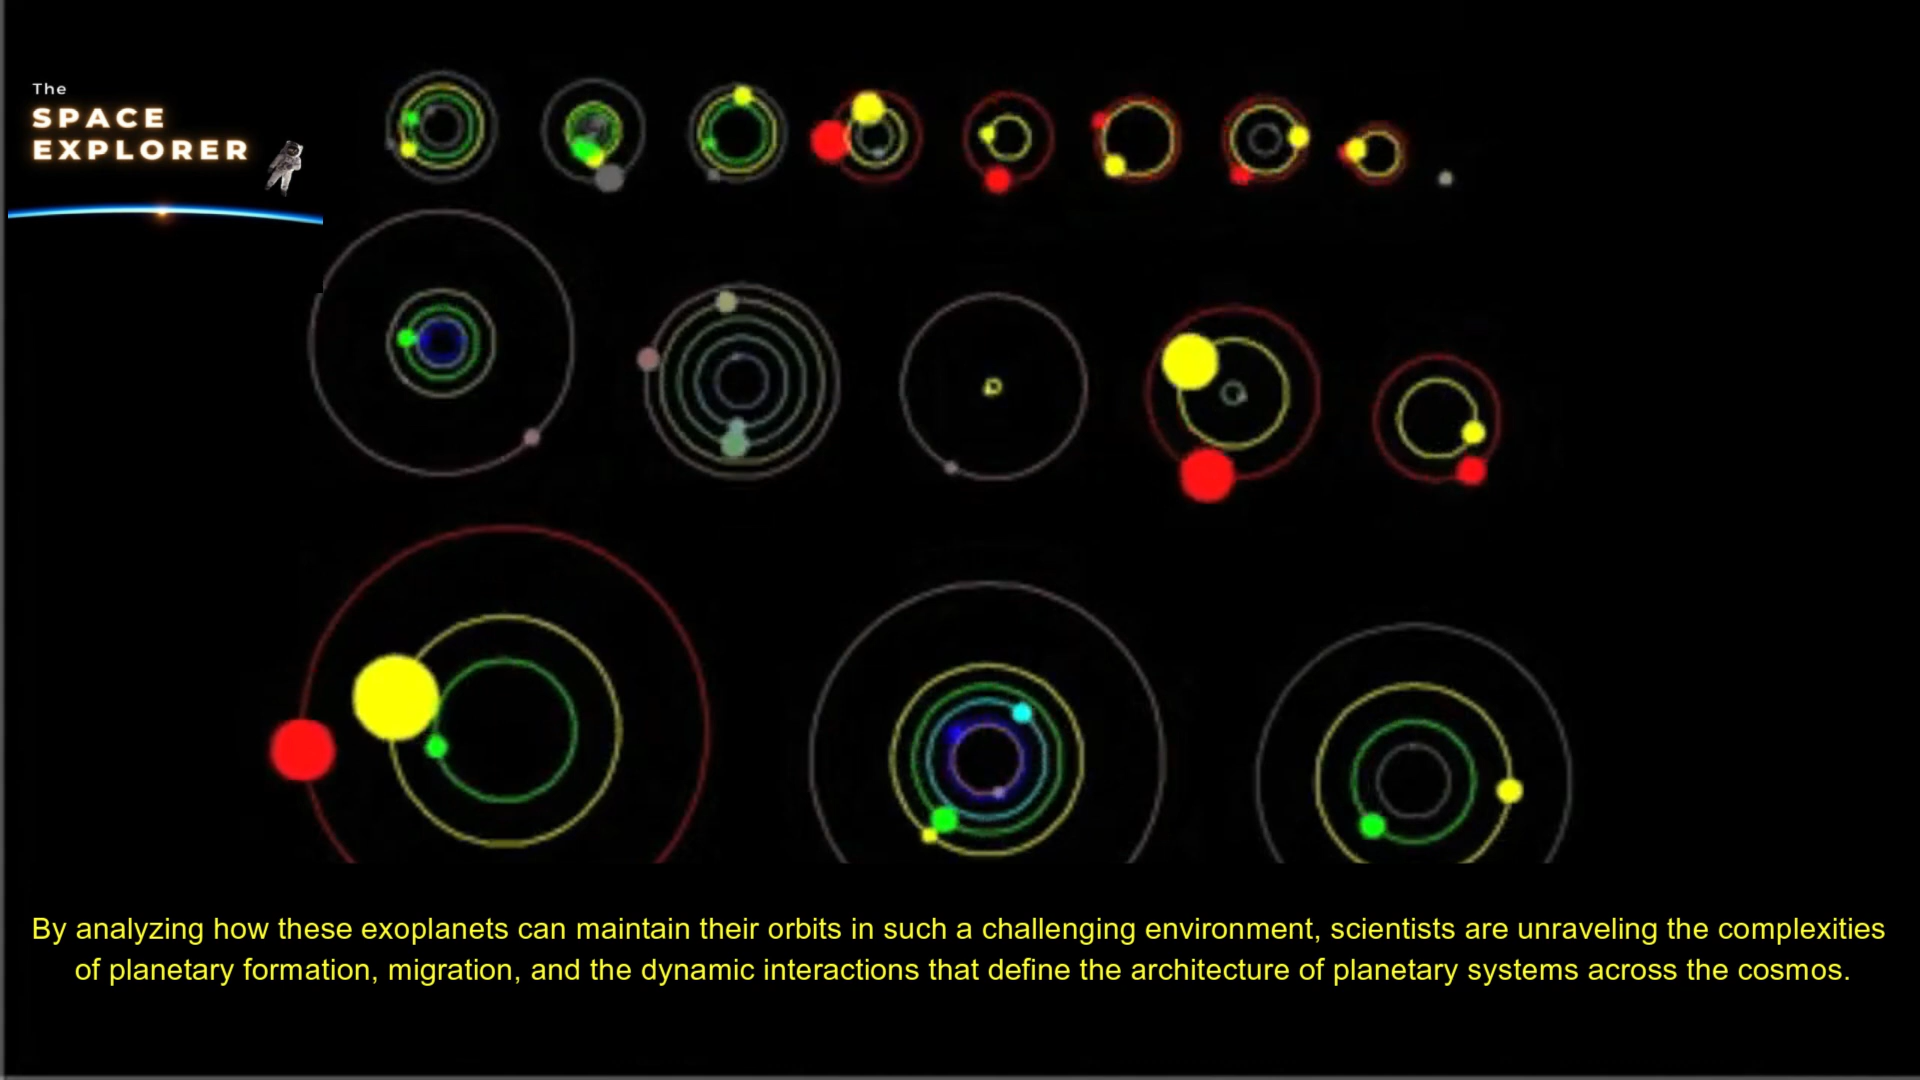 The
SPACE
EXPLORER
By analyzing how these exoplanets can maintain their orbits in such a challenging environment, scientists are unraveling the complexities
of planetary formation, migration, and the dynamic interactions that define the architecture of planetary systems across the cosmos.